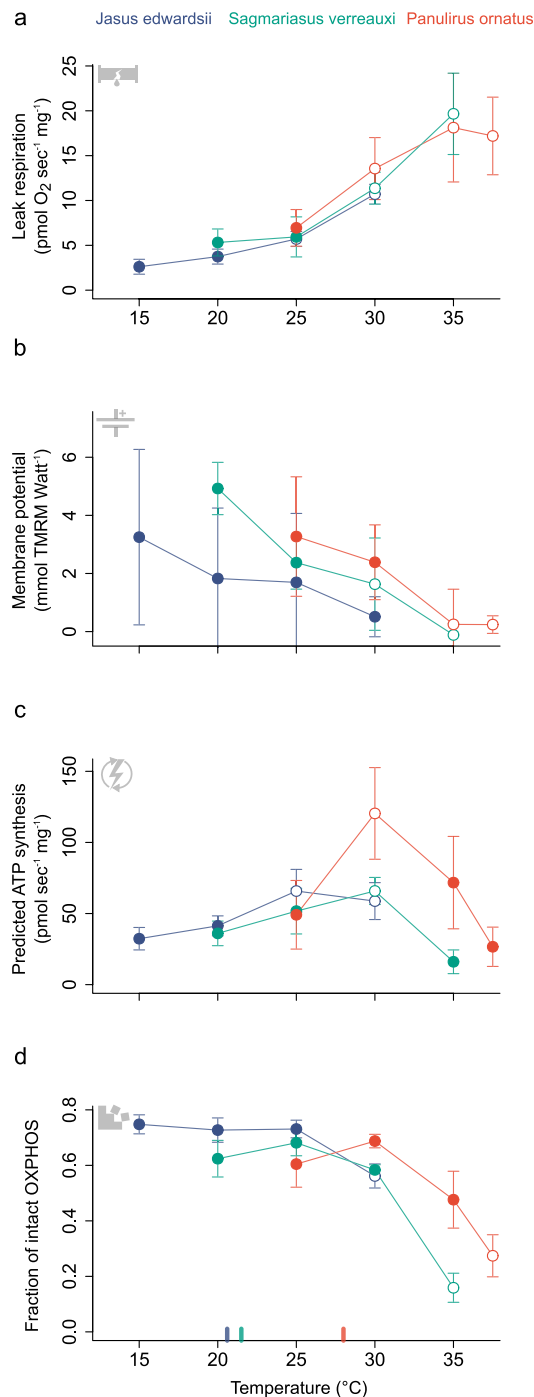 a
Jasus edwardsii Sagmariasus verreauxi Panulirus ornatus
Leak respiration
(pmol O2 sec-1 mg-1)
25
20
15
10
5
0
15 20 25 30 35
b
Membrane potential
(mmol TMRM Watt-1)
+
6
4
2
0
c
Predicted ATP synthesis
(pmol sec-1 mg-1)
150
100
50
0
d
Fraction of intact OXPHOS
0.8
0.6
0.4
0.2
0.0
15 20 25 30 35
Temperature (°C)